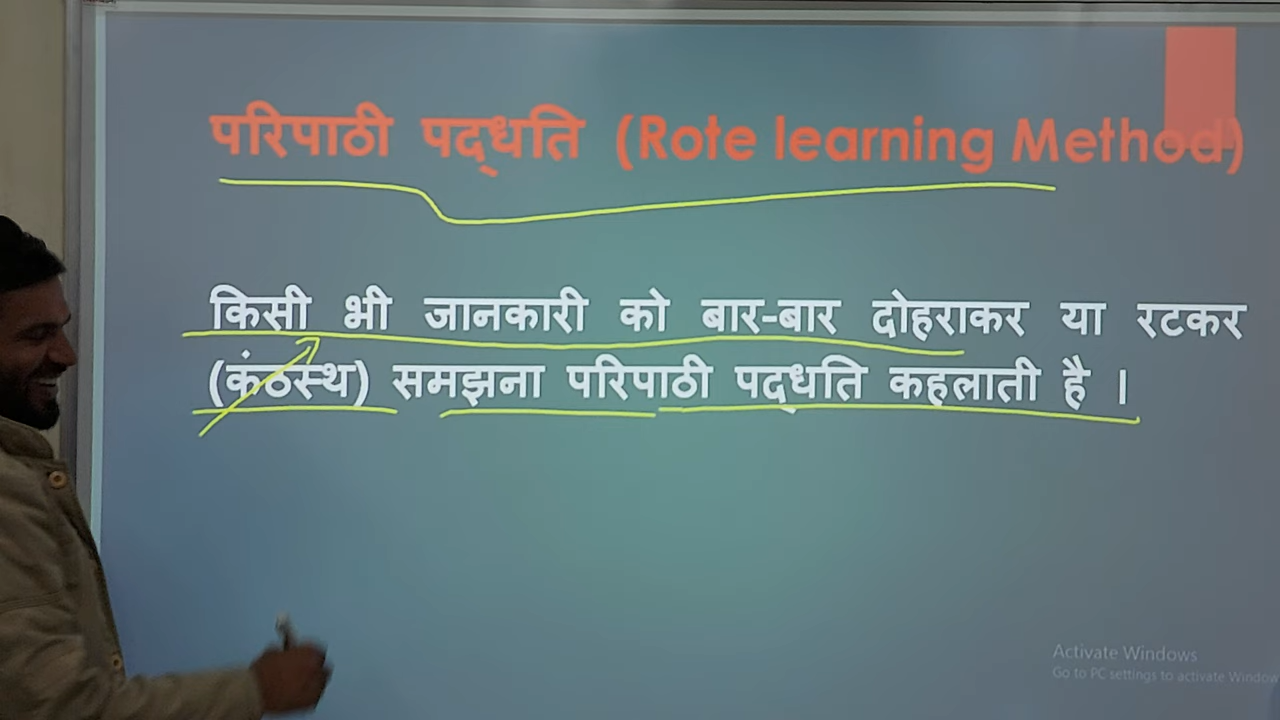 परिपाठी पद्धति (Rote learning Method)
किसी भी जानकारी को बार-बार दोहराकर या रटकर
(कंठस्थ) समझना परिपाठी पद्धति कहलाती है ।
Activate Windows
Go to PC settings to activate Window